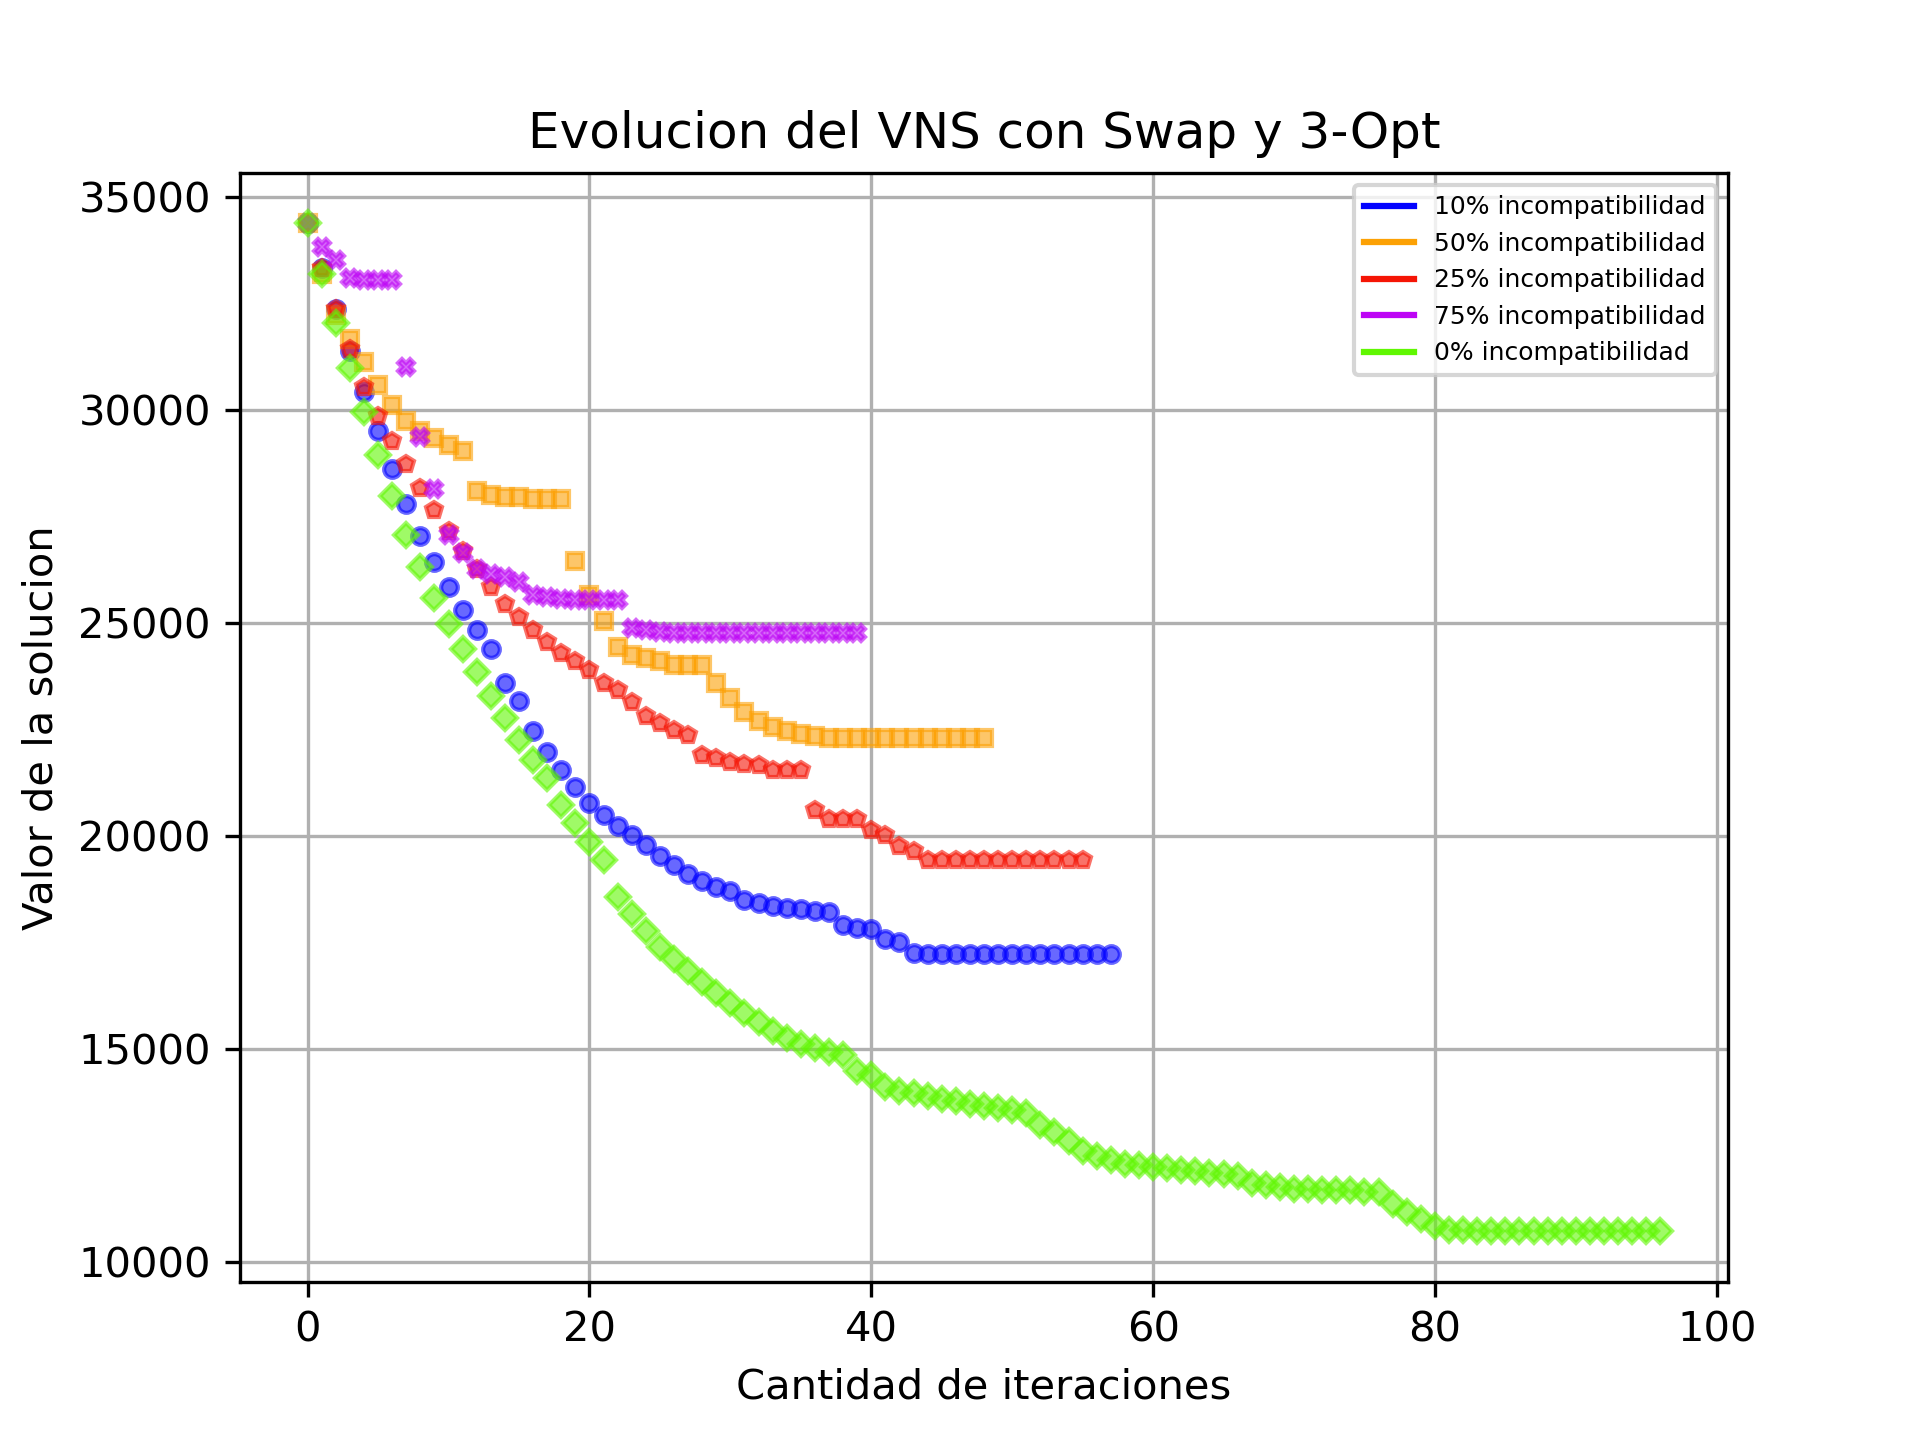 Evolucion del VNS con Swap y 3-Opt
35000
30000
25000
20000
15000
10000
Valor de la solucion
10% incompatibilidad
50% incompatibilidad
25% incompatibilidad
75% incompatibilidad
0% incompatibilidad
0 20 40 60 80 100
Cantidad de iteraciones